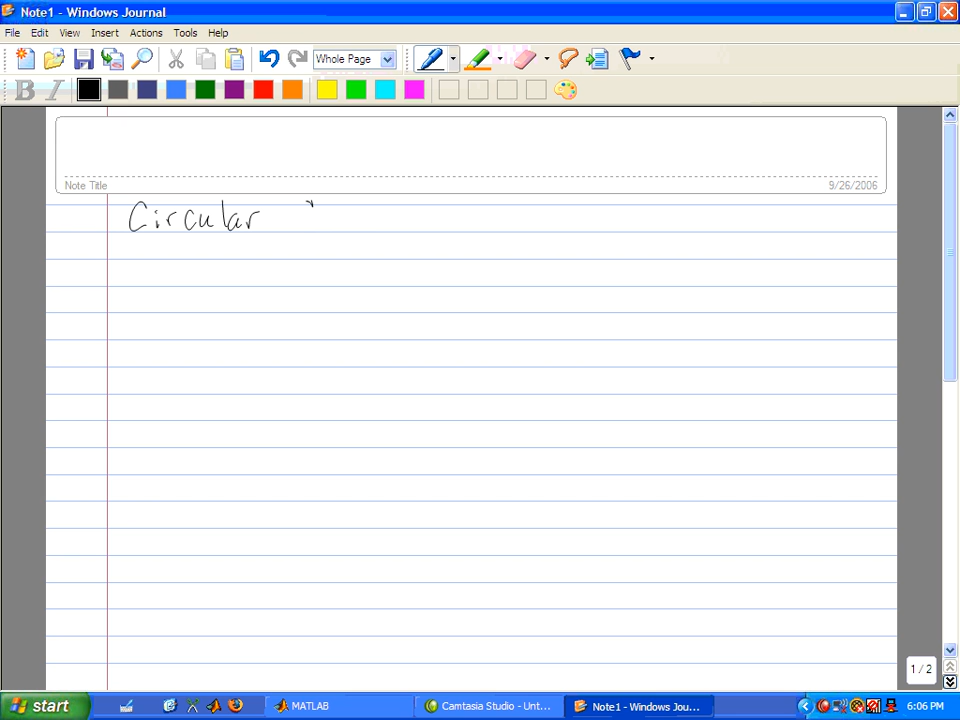 Note1 - Windows Journal
File Edit View Insert Actions Tools Help
Whole Page
B I
Note Title
9/26/2006
Circular
1 / 2
start
MATLAB
Camtasia Studio - Unt...
Note1 - Windows Jou...
6:06 PM